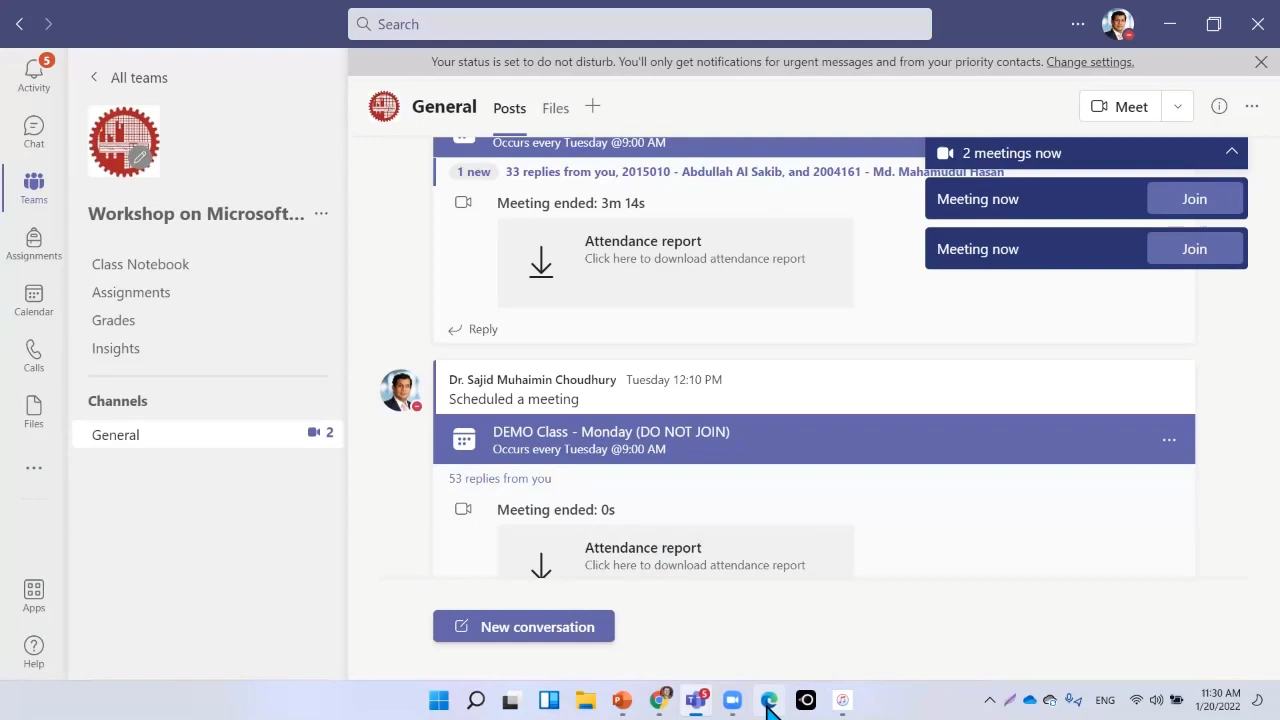 Search
Your status is set to do not disturb. You'll only get notifications for urgent messages and from your priority contacts. Change settings.
5
Activity
Chat
Teams
Assignments
Calendar
Calls
Files
Apps
Help
All teams
Workshop on Microsoft...
Class Notebook
Assignments
Grades
Insights
Channels
General
2
General
Posts
Files
Meet
Occurs every Tuesday @9:00 AM
1 new
33 replies from you, 2015010 - Abdullah Al Sakib, and 2004161 - Md. Mahamudul Hasan
Meeting ended: 3m 14s
Attendance report
Click here to download attendance report
Reply
2 meetings now
Meeting now
Join
Meeting now
Join
Dr. Sajid Muhaimin Choudhury Tuesday 12:10 PM
Scheduled a meeting
DEMO Class - Monday (DO NOT JOIN)
Occurs every Tuesday @9:00 AM
53 replies from you
Meeting ended: 0s
Attendance report
Click here to download attendance report
New conversation
5
ENG
11:30 AM
1/20/2022